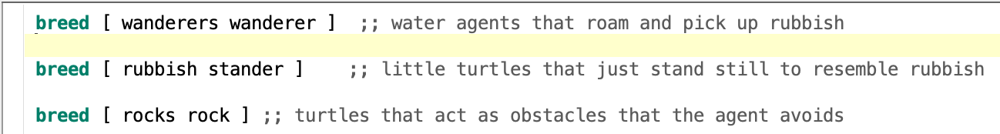 breed [ wanderers wanderer ]  ;; water agents that roam and pick up rubbish
breed [ rubbish stander ]    ;; little turtles that just stand still to resemble rubbish
breed [ rocks rock ] ;; turtles that act as obstacles that the agent avoids